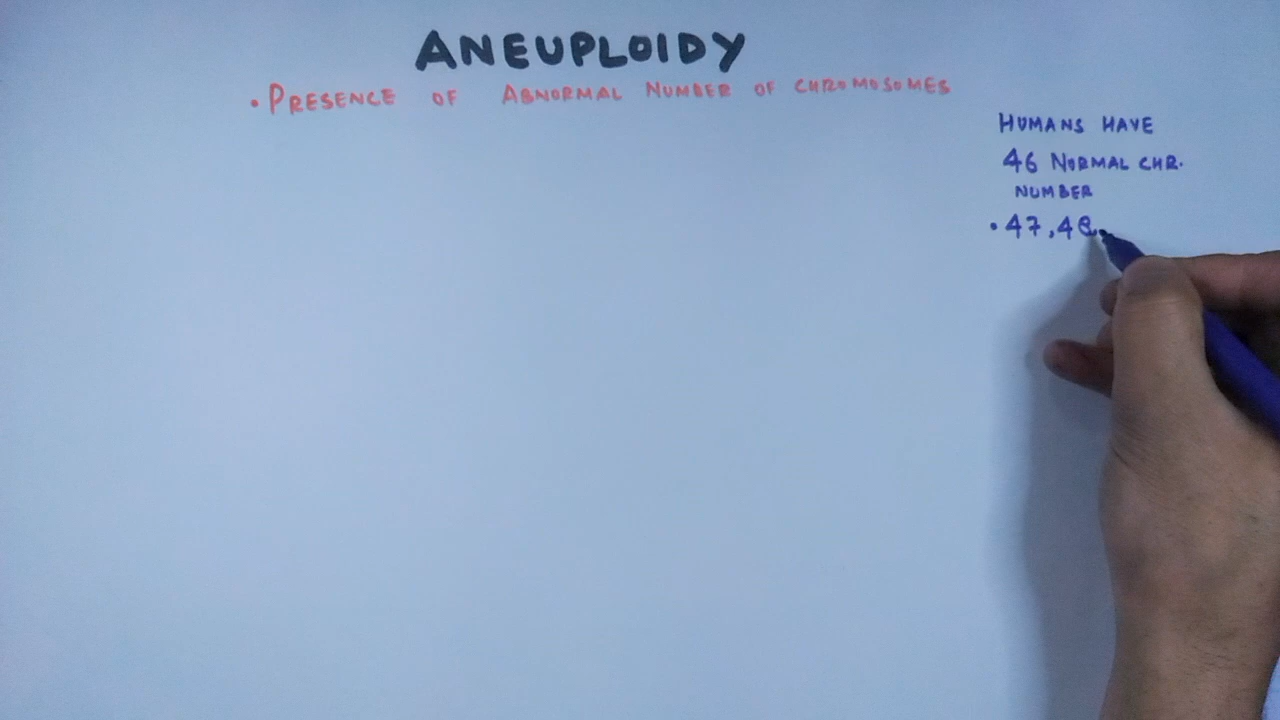 ANEUPLOIDY
• PRESENCE OF ABNORMAL NUMBER OF CHROMOSOMES
HUMANS HAVE
46 NORMAL CHR.
NUMBER
• 47, 48